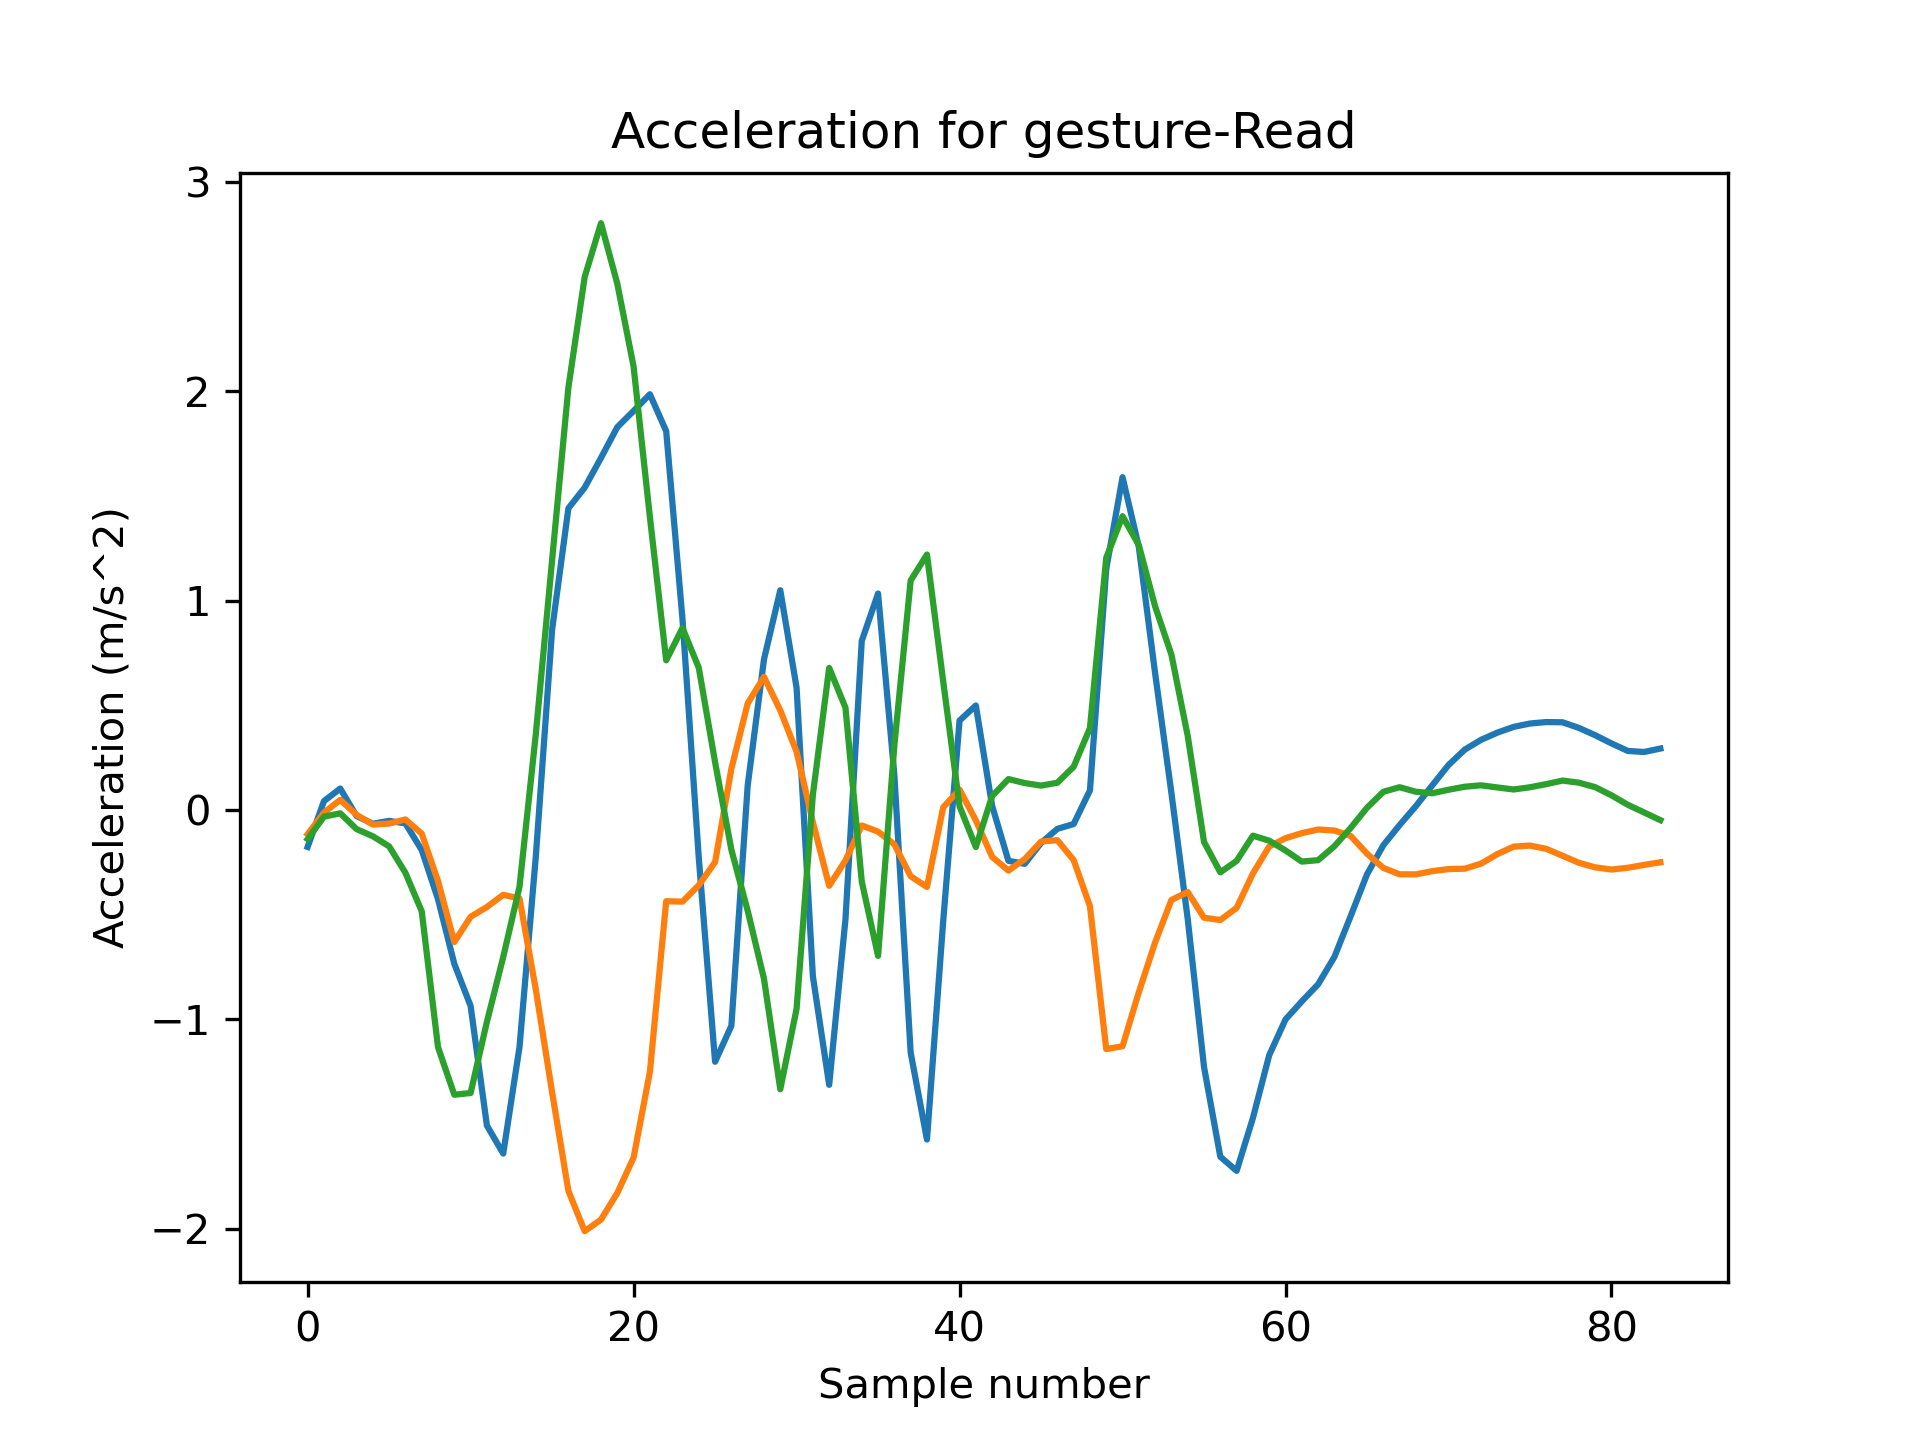 Acceleration for gesture-Read
3
2
1
0
−1
−2
Acceleration (m/s^2)
0 20 40 60 80
Sample number